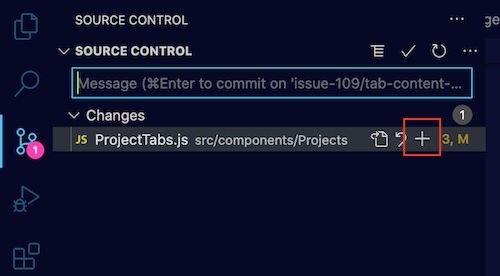 SOURCE CONTROL
SOURCE CONTROL
Message (⌘Enter to commit on 'issue-109/tab-content-...
Changes 1
JS ProjectTabs.js src/components/Projects 3, M
1
ge